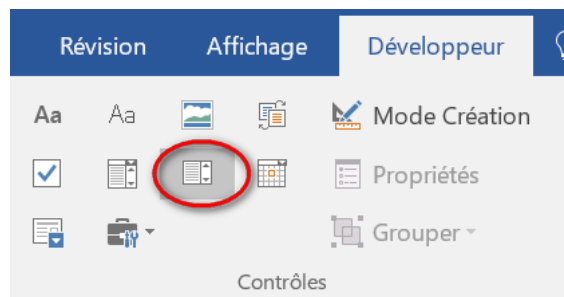 Révision Affichage Développeur
Aa Aa Mode Création
Propriétés
Grouper
Contrôles